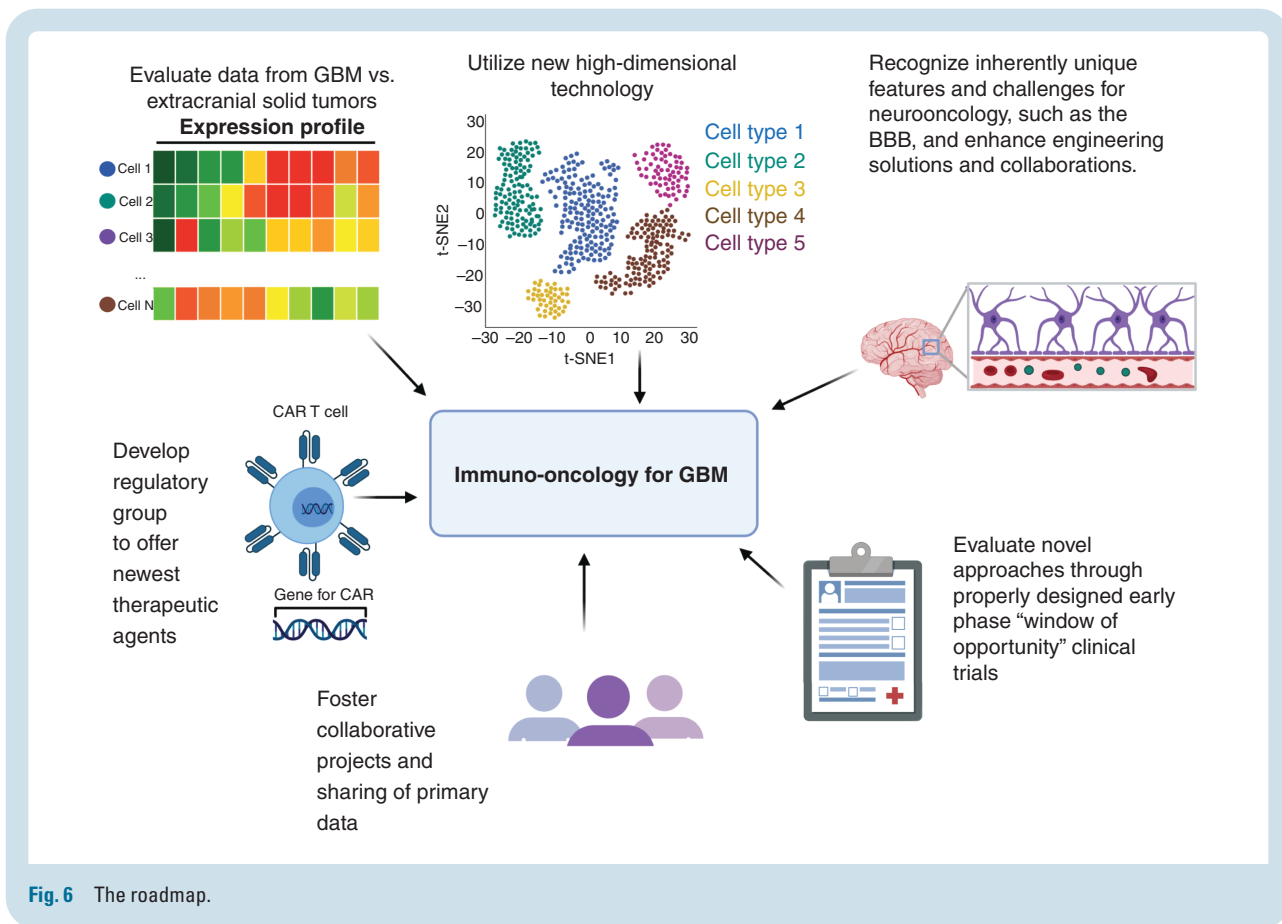 Evaluate data from GBM vs.
extracranial solid tumors
Expression profile
Cell 1
Cell 2
Cell 3
...
Cell N
Utilize new high-dimensional
technology
30
20
10
0
–10
–20
–30
t-SNE2
–30 –20 –10 0 10 20 30
t-SNE1
Cell type 1
Cell type 2
Cell type 3
Cell type 4
Cell type 5
Recognize inherently unique
features and challenges for
neurooncology, such as the
BBB, and enhance engineering
solutions and collaborations.
Develop
regulatory
group
to offer
newest
therapeutic
agents
CAR T cell
Gene for CAR
Immuno-oncology for GBM
Evaluate novel
approaches through
properly designed early
phase “window of
opportunity” clinical
trials
Foster
collaborative
projects and
sharing of primary
data
Fig. 6 The roadmap.